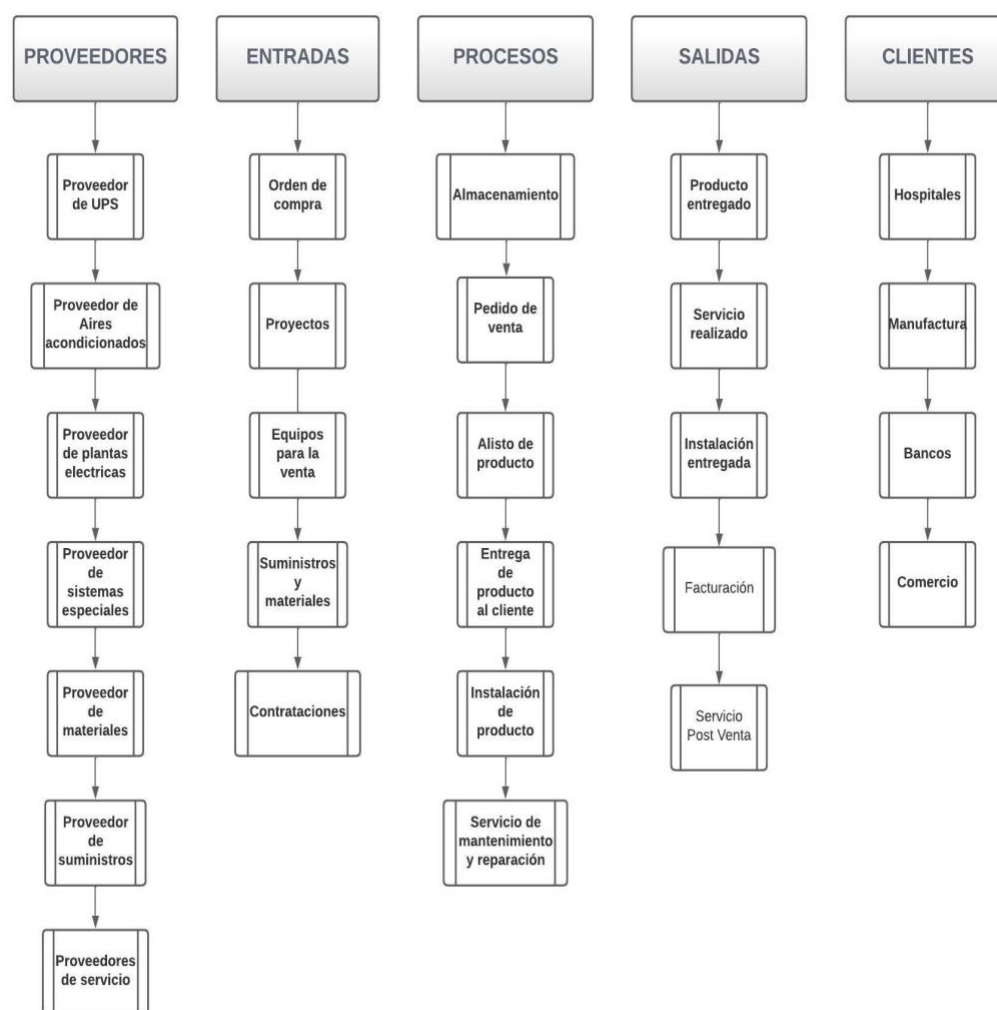 PROVEEDORES
Proveedor
de UPS
Proveedor de
Aires
acondicionados
Proveedor
de plantas
electricas
Proveedor
de
sistemas
especiales
Proveedor
de
materiales
Proveedor
de
suministros
Proveedores
de servicio
ENTRADAS
Orden de
compra
Proyectos
Equipos
para la
venta
Suministros
y
materiales
Contrataciones
PROCESOS
Almacenamiento
Pedido de
venta
Alisto de
producto
Entrega
de
producto
al cliente
Instalación
de
producto
Servicio de
mantenimiento
y reparación
SALIDAS
Producto
entregado
Servicio
realizado
Instalación
entregada
Facturación
Servicio
Post Venta
CLIENTES
Hospitales
Manufactura
Bancos
Comercio